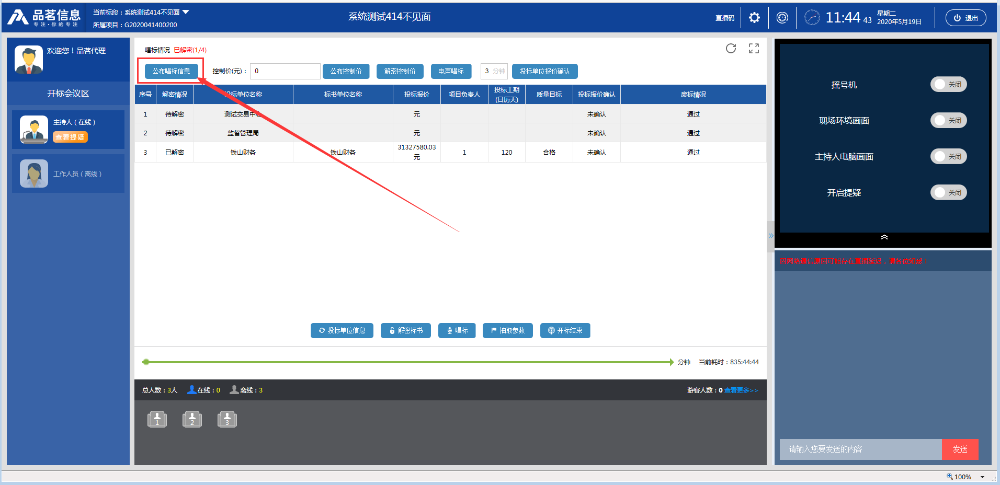 品茗信息
专注·你的专注
当前标段：系统测试414不见面
所属项目：G2020041400200
系统测试414不见面
直播码
11:44 43
星期二
2020年5月19日
退出
欢迎您！品茗代理
开标会议区
主持人（在线）
查看提疑
工作人员（离线）
唱标情况 已解密(1/4)
公布唱标信息 控制价(元)： 0 公布控制价 解密控制价 电声唱标 3 分钟 投标单位报价确认
序号 解密情况 投标单位名称 标书单位名称 投标报价 项目负责人 投标工期(日历天) 质量目标 投标报价确认 废标情况
1 待解密 测试交易中心 元 未确认 通过
2 待解密 监督管理局 元 未确认 通过
3 已解密 铁山财务 铁山财务 31327580.03元 1 120 合格 未确认 通过
投标单位信息 解密标书 唱标 抽取参数 开标结束
分钟 当前耗时：835:44:44
总人数：3人 在线：0 离线：3
游客人数：0 查看更多>>
1 2 3
摇号机 关闭
现场环境画面 关闭
主持人电脑画面 关闭
开启提疑 关闭
因网络通信原因可能存在直播延迟，请各位知悉！
请输入您要发送的内容 发送
100%